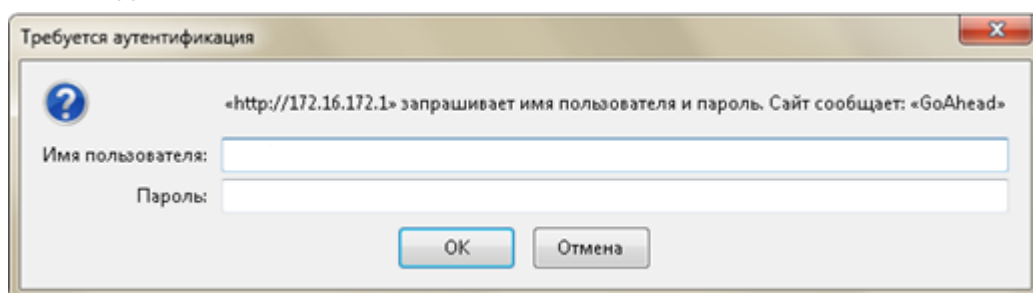 Требуется аутентификация
«http://172.16.172.1» запрашивает имя пользователя и пароль. Сайт сообщает: «GoAhead»
Имя пользователя:
Пароль:
OK Отмена